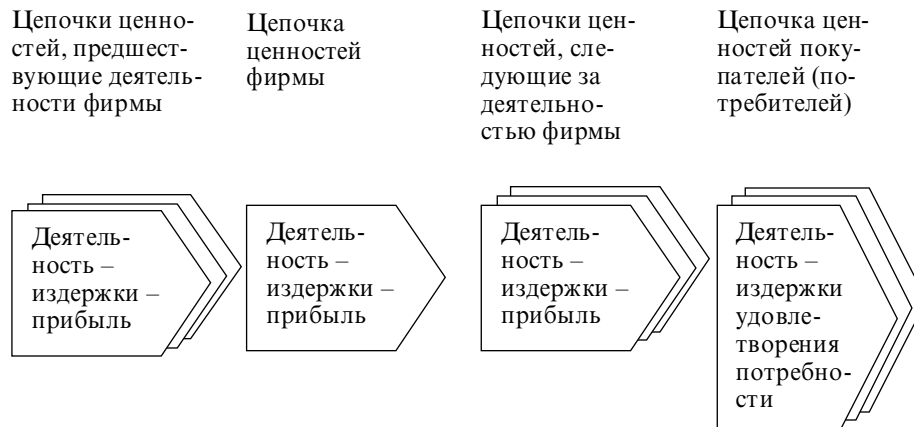 Цепочки ценно-
стей, предшест-
вующие деятель-
ности фирмы
Цепочка
ценностей
фирмы
Цепочки цен-
ностей, сле-
дующие за
деятельно-
стью фирмы
Цепочка цен-
ностей поку-
пателей (по-
требителей)
Деятель-
ность –
издержки –
прибыль
Деятель-
ность –
издержки –
прибыль
Деятель-
ность –
издержки –
прибыль
Деятель-
ность –
издержки
удовле-
творения
потребно-
сти